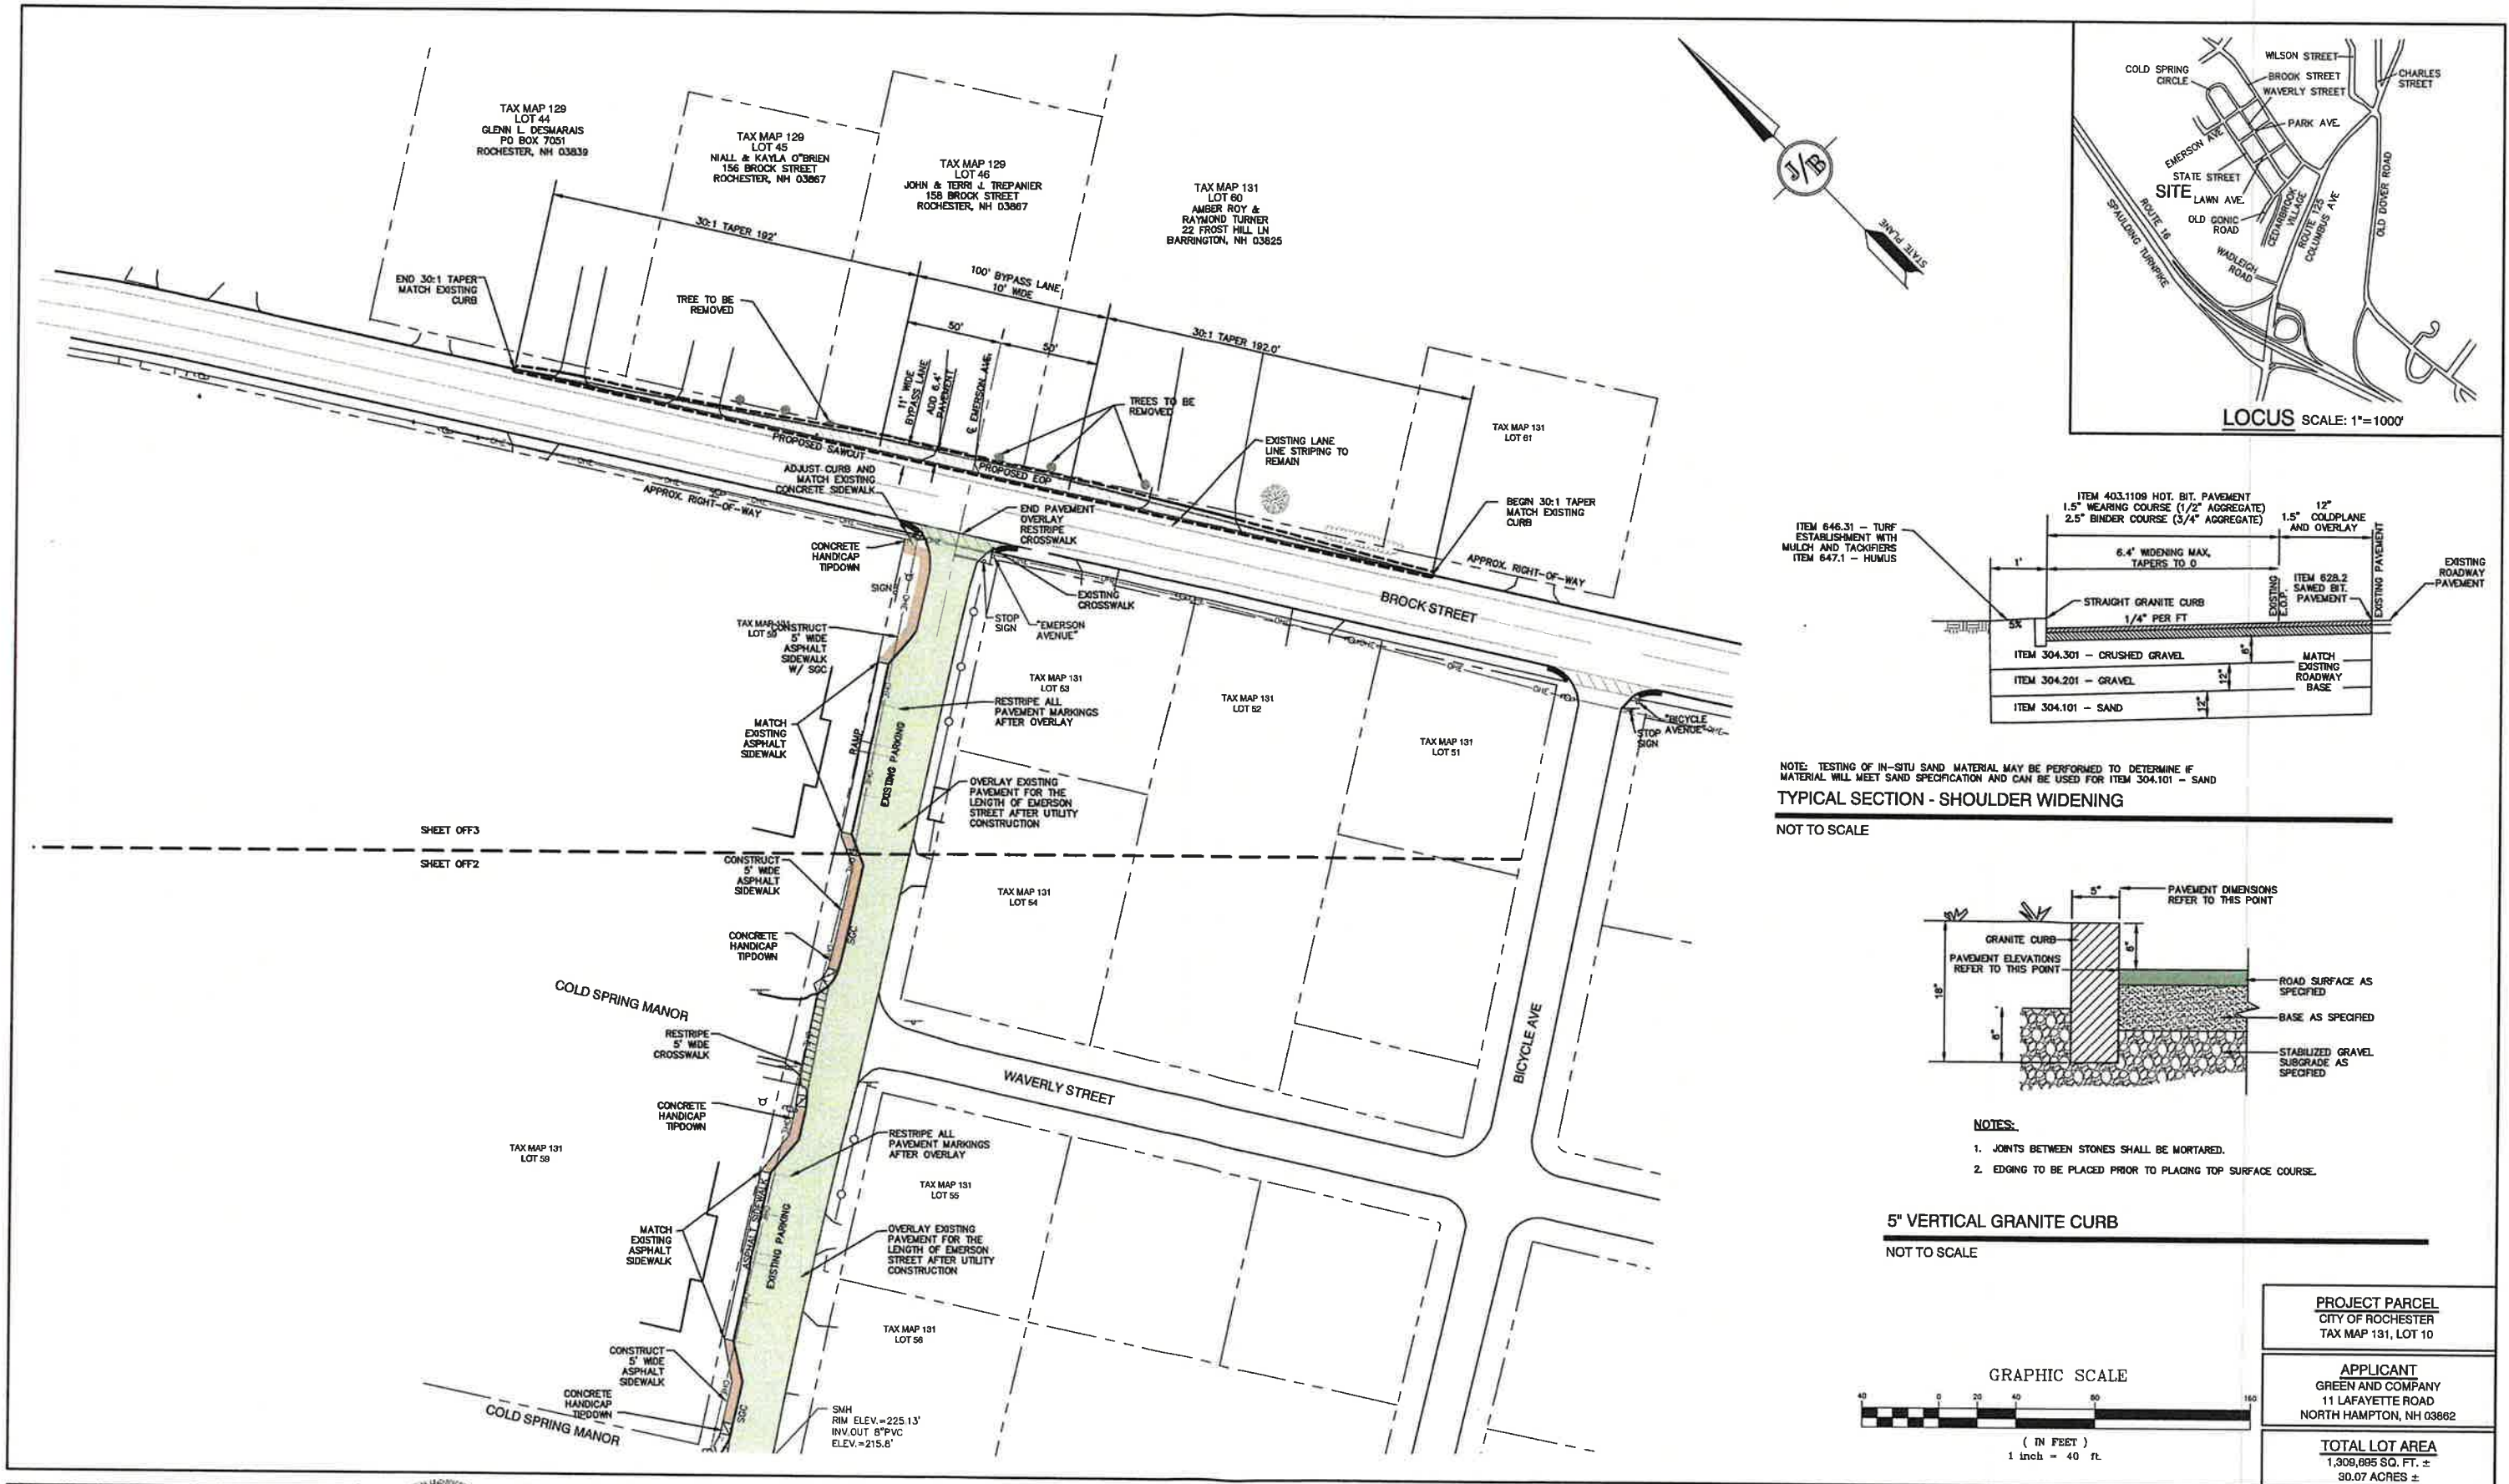 TAX MAP 129
LOT 44
GLENN L. DESMARAIS
PO BOX 7051
ROCHESTER, NH 03839
TAX MAP 129
LOT 45
NIALL & KAYLA O"BRIEN
156 BROCK STREET
ROCHESTER, NH 03867
TAX MAP 129
LOT 46
JOHN & TERRI J. TREPANIER
158 BROCK STREET
ROCHESTER, NH 03867
TAX MAP 131
LOT 60
AMBER ROY &
RAYMOND TURNER
22 FROST HILL LN
BARRINGTON, NH 03825
J/B
STATE PLANE
30:1 TAPER 192'
100' BYPASS LANE
10' WIDE
30:1 TAPER 192.0'
50'
50'
END 30:1 TAPER
MATCH EXISTING
CURB
TREE TO BE
REMOVED
11' WIDE
BYPASS LANE
ADD 6.4'
PAVEMENT
℄ EMERSON AVE.
TREES TO BE
REMOVED
EXISTING LANE
LINE STRIPING TO
REMAIN
TAX MAP 131
LOT 61
PROPOSED SAWCUT
PROPOSED EOP
ADJUST CURB AND
MATCH EXISTING
CONCRETE SIDEWALK
APPROX. RIGHT-OF-WAY
END PAVEMENT
OVERLAY
RESTRIPE
CROSSWALK
BEGIN 30:1 TAPER
MATCH EXISTING
CURB
APPROX. RIGHT-OF-WAY
BROCK STREET
CONCRETE
HANDICAP
TIPDOWN
SIGN
EXISTING
CROSSWALK
STOP
SIGN
"EMERSON
AVENUE"
TAX MAP 131
LOT 59
CONSTRUCT
5' WIDE
ASPHALT
SIDEWALK
W/ SGC
TAX MAP 131
LOT 53
TAX MAP 131
LOT 52
TAX MAP 131
LOT 51
"BICYCLE
AVENUE"
STOP
SIGN
RESTRIPE ALL
PAVEMENT MARKINGS
AFTER OVERLAY
MATCH
EXISTING
ASPHALT
SIDEWALK
RAMP
EXISTING PARKING
OVERLAY EXISTING
PAVEMENT FOR THE
LENGTH OF EMERSON
STREET AFTER UTILITY
CONSTRUCTION
SHEET OFF3
SHEET OFF2
CONSTRUCT
5' WIDE
ASPHALT
SIDEWALK
TAX MAP 131
LOT 54
CONCRETE
HANDICAP
TIPDOWN
SGC
COLD SPRING MANOR
RESTRIPE
5' WIDE
CROSSWALK
WAVERLY STREET
BICYCLE AVE
CONCRETE
HANDICAP
TIPDOWN
TAX MAP 131
LOT 59
RESTRIPE ALL
PAVEMENT MARKINGS
AFTER OVERLAY
TAX MAP 131
LOT 55
ASPHALT SIDEWALK
EXISTING PARKING
MATCH
EXISTING
ASPHALT
SIDEWALK
OVERLAY EXISTING
PAVEMENT FOR THE
LENGTH OF EMERSON
STREET AFTER UTILITY
CONSTRUCTION
TAX MAP 131
LOT 56
CONSTRUCT
5' WIDE
ASPHALT
SIDEWALK
CONCRETE
HANDICAP
TIPDOWN
SGC
COLD SPRING MANOR
SMH
RIM ELEV.=225.13'
INV.OUT 8"PVC
ELEV.=215.8'
WILSON STREET
COLD SPRING
CIRCLE
BROOK STREET
CHARLES
STREET
WAVERLY STREET
PARK AVE.
EMERSON AVE
STATE STREET
SITE
LAWN AVE.
OLD GONIC
ROAD
CEDARBROOK
VILLAGE
ROUTE 125
COLUMBUS AVE
OLD DOVER ROAD
ROUTE 16
SPAULDING TURNPIKE
WADLEIGH
ROAD
LOCUS SCALE: 1"=1000'
ITEM 403.1109 HOT. BIT. PAVEMENT
1.5" WEARING COURSE (1/2" AGGREGATE)
2.5" BINDER COURSE (3/4" AGGREGATE)
12"
1.5" COLDPLANE
AND OVERLAY
ITEM 646.31 - TURF
ESTABLISHMENT WITH
MULCH AND TACKIFIERS
ITEM 647.1 - HUMUS
1'
6.4' WIDENING MAX,
TAPERS TO 0
EXISTING
E.O.P.
ITEM 628.2
SAWED BIT.
PAVEMENT
EXISTING PAVEMENT
EXISTING
ROADWAY
PAVEMENT
STRAIGHT GRANITE CURB
1/4" PER FT
5%
ITEM 304.301 - CRUSHED GRAVEL
6"
ITEM 304.201 - GRAVEL
12"
ITEM 304.101 - SAND
12"
MATCH
EXISTING
ROADWAY
BASE
NOTE: TESTING OF IN-SITU SAND MATERIAL MAY BE PERFORMED TO DETERMINE IF
MATERIAL WILL MEET SAND SPECIFICATION AND CAN BE USED FOR ITEM 304.101 - SAND
TYPICAL SECTION - SHOULDER WIDENING
NOT TO SCALE
5"
PAVEMENT DIMENSIONS
REFER TO THIS POINT
GRANITE CURB
6"
PAVEMENT ELEVATIONS
REFER TO THIS POINT
18"
ROAD SURFACE AS
SPECIFIED
BASE AS SPECIFIED
STABILIZED GRAVEL
SUBGRADE AS
SPECIFIED
NOTES:
1. JOINTS BETWEEN STONES SHALL BE MORTARED.
2. EDGING TO BE PLACED PRIOR TO PLACING TOP SURFACE COURSE.
5" VERTICAL GRANITE CURB
NOT TO SCALE
GRAPHIC SCALE
40 0 20 40 80 160
( IN FEET )
1 inch = 40 ft.
PROJECT PARCEL
CITY OF ROCHESTER
TAX MAP 131, LOT 10
APPLICANT
GREEN AND COMPANY
11 LAFAYETTE ROAD
NORTH HAMPTON, NH 03862
TOTAL LOT AREA
1,309,695 SQ. FT. ±
30.07 ACRES ±